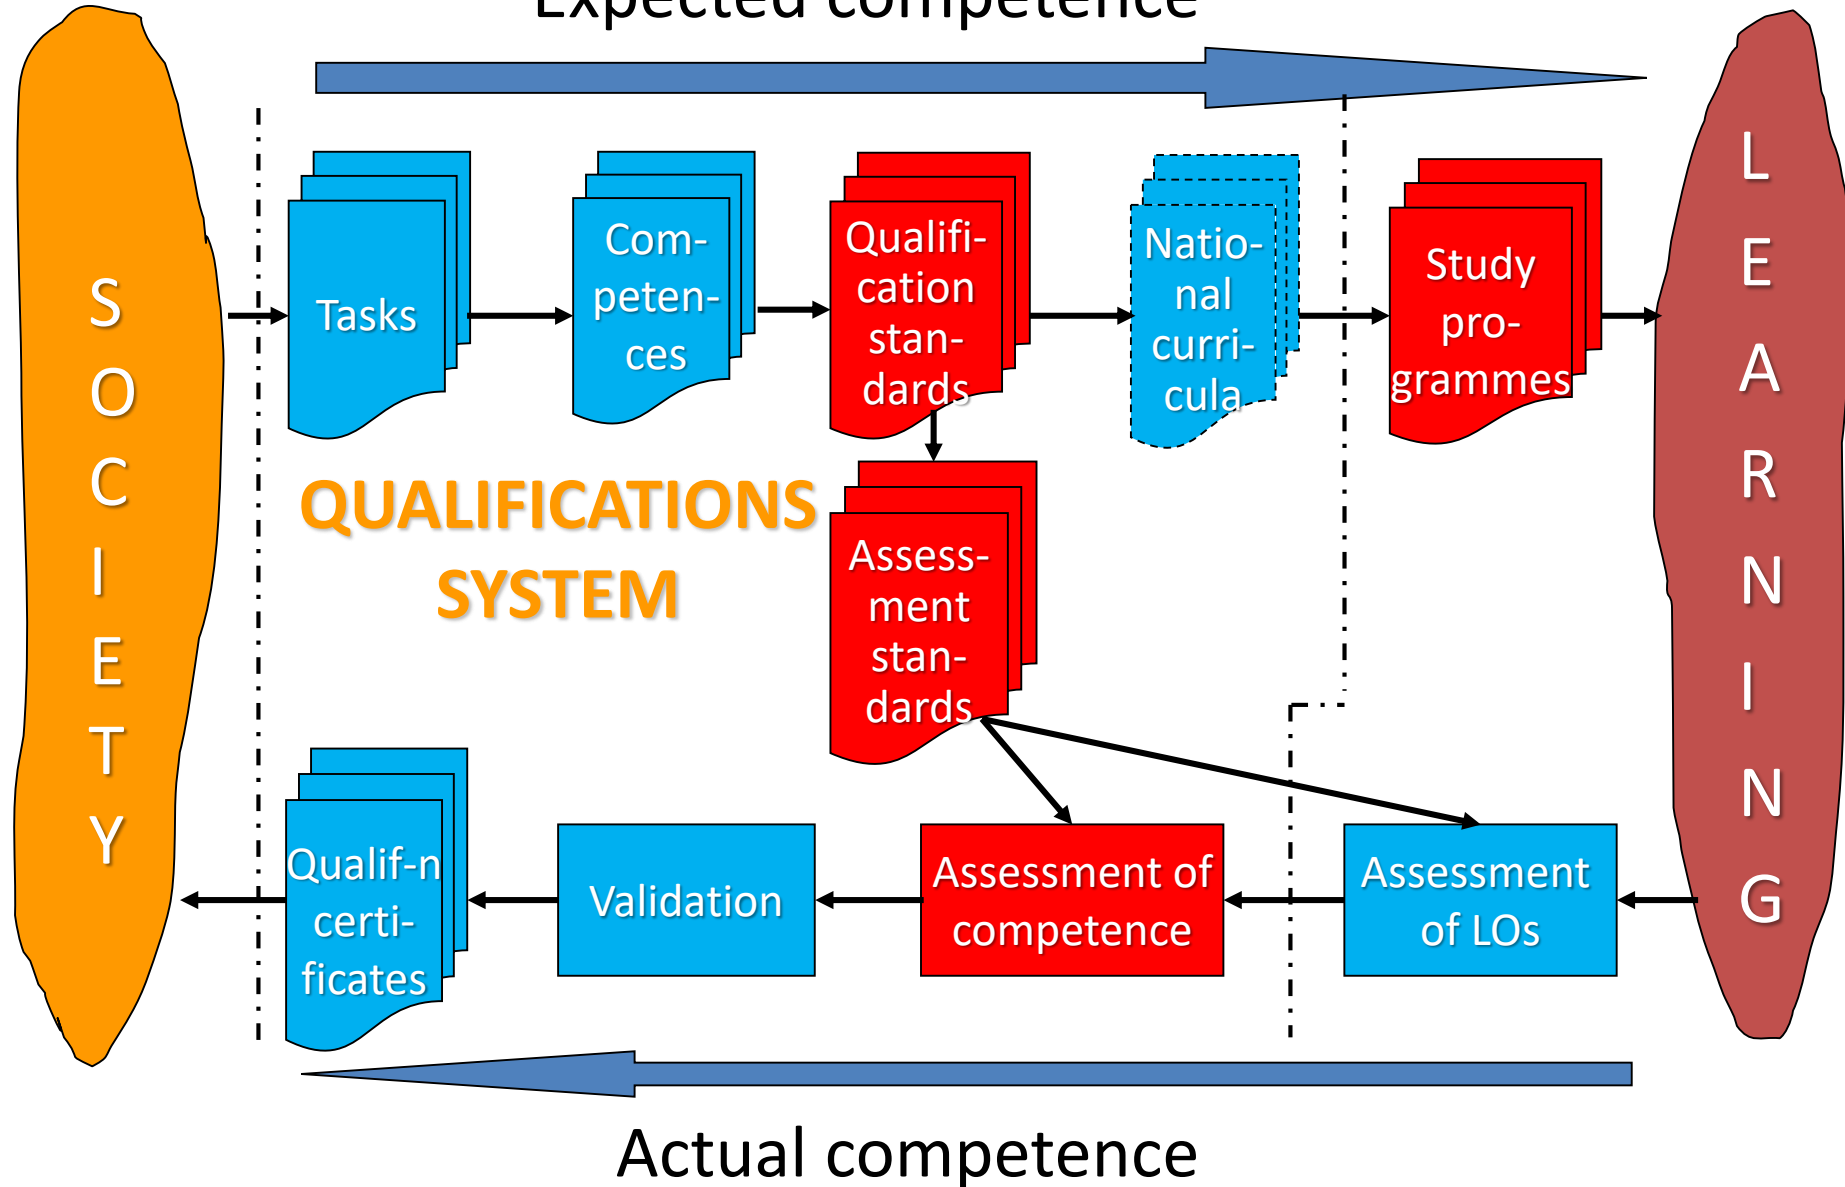 Expected competence
S
O
C
I
E
T
Y
Tasks
Com-
peten-
ces
Qualifi-
cation
stan-
dards
Natio-
nal
curri-
cula
Study
pro-
grammes
L
E
A
R
N
I
N
G
QUALIFICATIONS
SYSTEM
Assess-
ment
stan-
dards
Qualif-n
certi-
ficates
Validation
Assessment of
competence
Assessment
of LOs
Actual competence